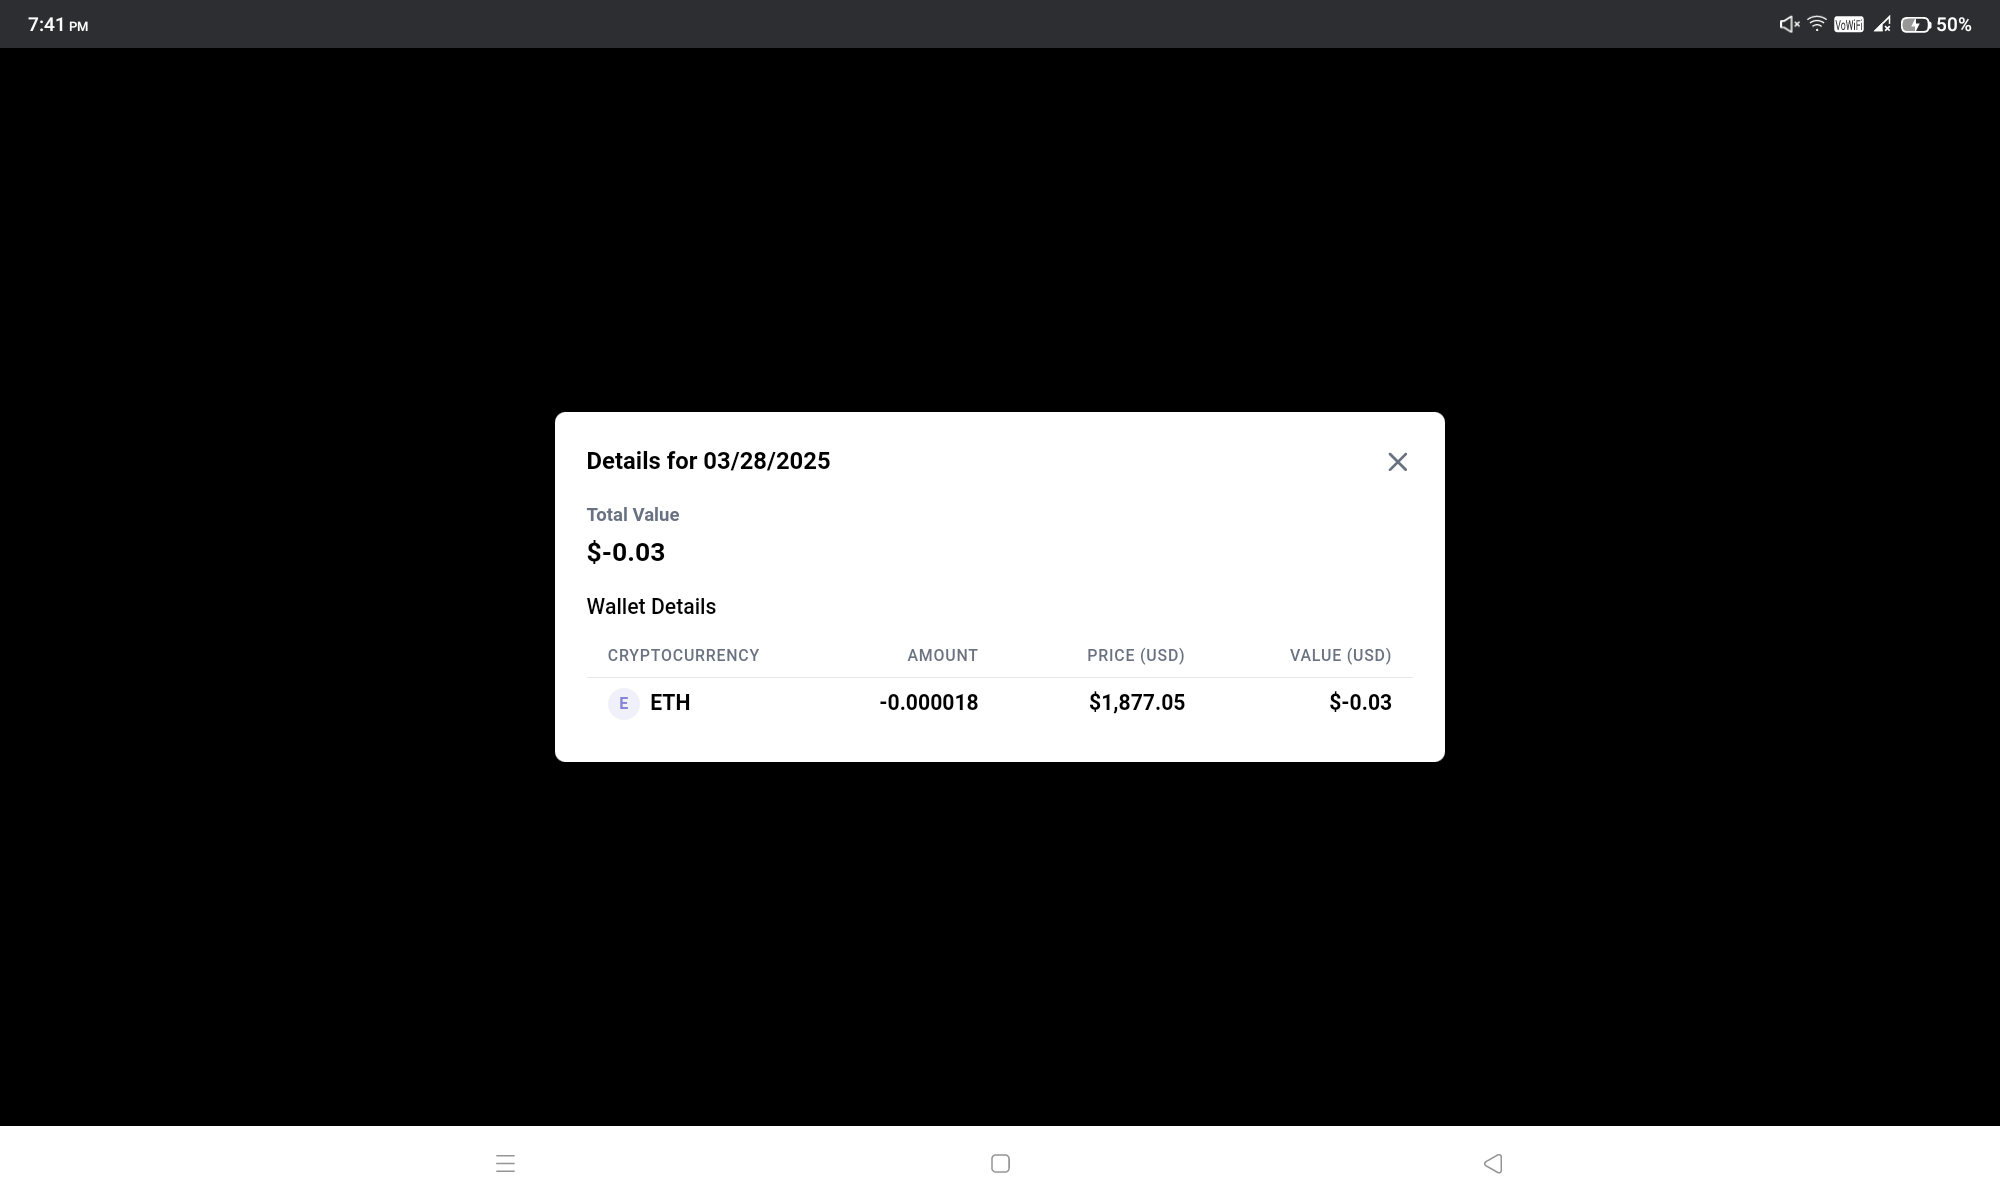 7:41 PM VoWiFi 50%
Details for 03/28/2025
Total Value
$-0.03
Wallet Details
CRYPTOCURRENCY AMOUNT PRICE (USD) VALUE (USD)
E ETH -0.000018 $1,877.05 $-0.03